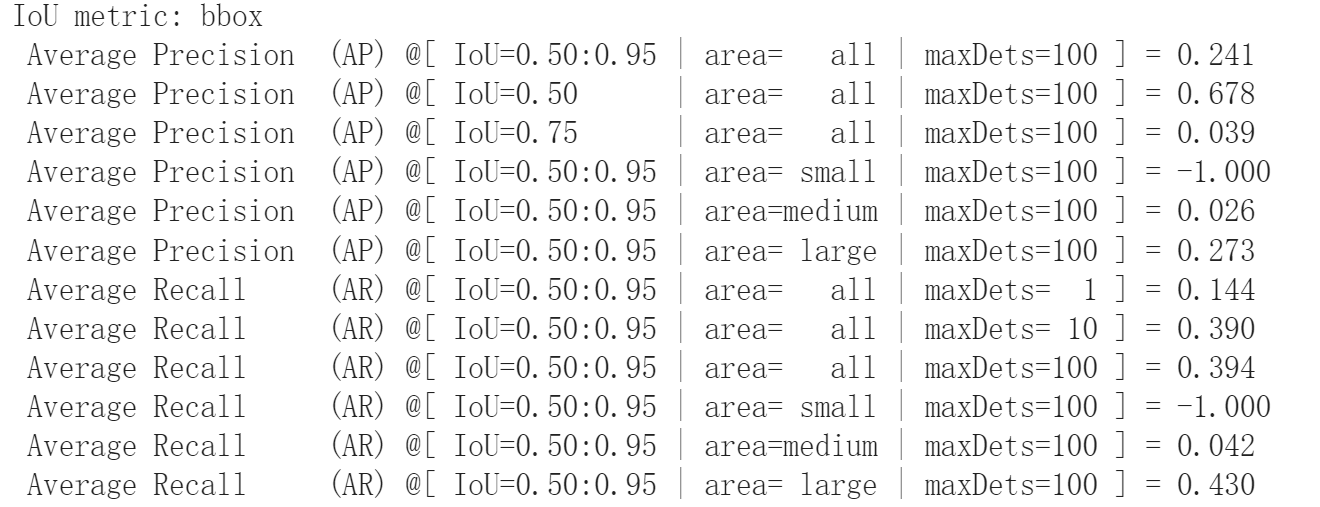 IoU metric: bbox
 Average Precision  (AP) @[ IoU=0.50:0.95 | area=   all | maxDets=100 ] = 0.241
 Average Precision  (AP) @[ IoU=0.50      | area=   all | maxDets=100 ] = 0.678
 Average Precision  (AP) @[ IoU=0.75      | area=   all | maxDets=100 ] = 0.039
 Average Precision  (AP) @[ IoU=0.50:0.95 | area= small | maxDets=100 ] = -1.000
 Average Precision  (AP) @[ IoU=0.50:0.95 | area=medium | maxDets=100 ] = 0.026
 Average Precision  (AP) @[ IoU=0.50:0.95 | area= large | maxDets=100 ] = 0.273
 Average Recall     (AR) @[ IoU=0.50:0.95 | area=   all | maxDets=  1 ] = 0.144
 Average Recall     (AR) @[ IoU=0.50:0.95 | area=   all | maxDets= 10 ] = 0.390
 Average Recall     (AR) @[ IoU=0.50:0.95 | area=   all | maxDets=100 ] = 0.394
 Average Recall     (AR) @[ IoU=0.50:0.95 | area= small | maxDets=100 ] = -1.000
 Average Recall     (AR) @[ IoU=0.50:0.95 | area=medium | maxDets=100 ] = 0.042
 Average Recall     (AR) @[ IoU=0.50:0.95 | area= large | maxDets=100 ] = 0.430